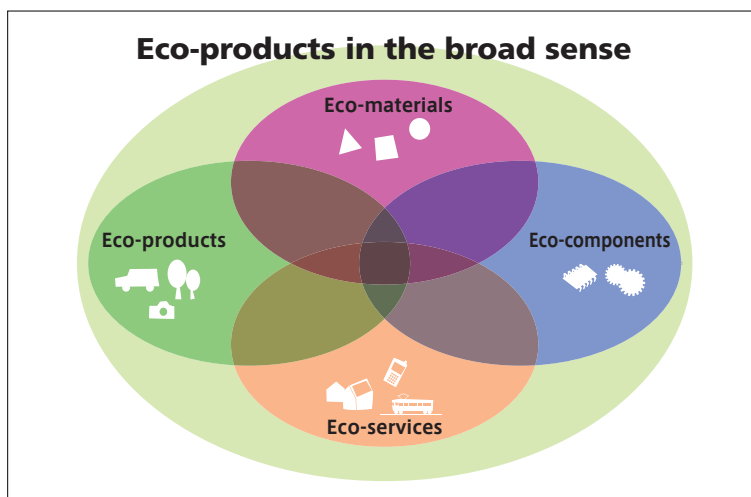 Eco-products in the broad sense
Eco-materials
Eco-products
Eco-components
Eco-services